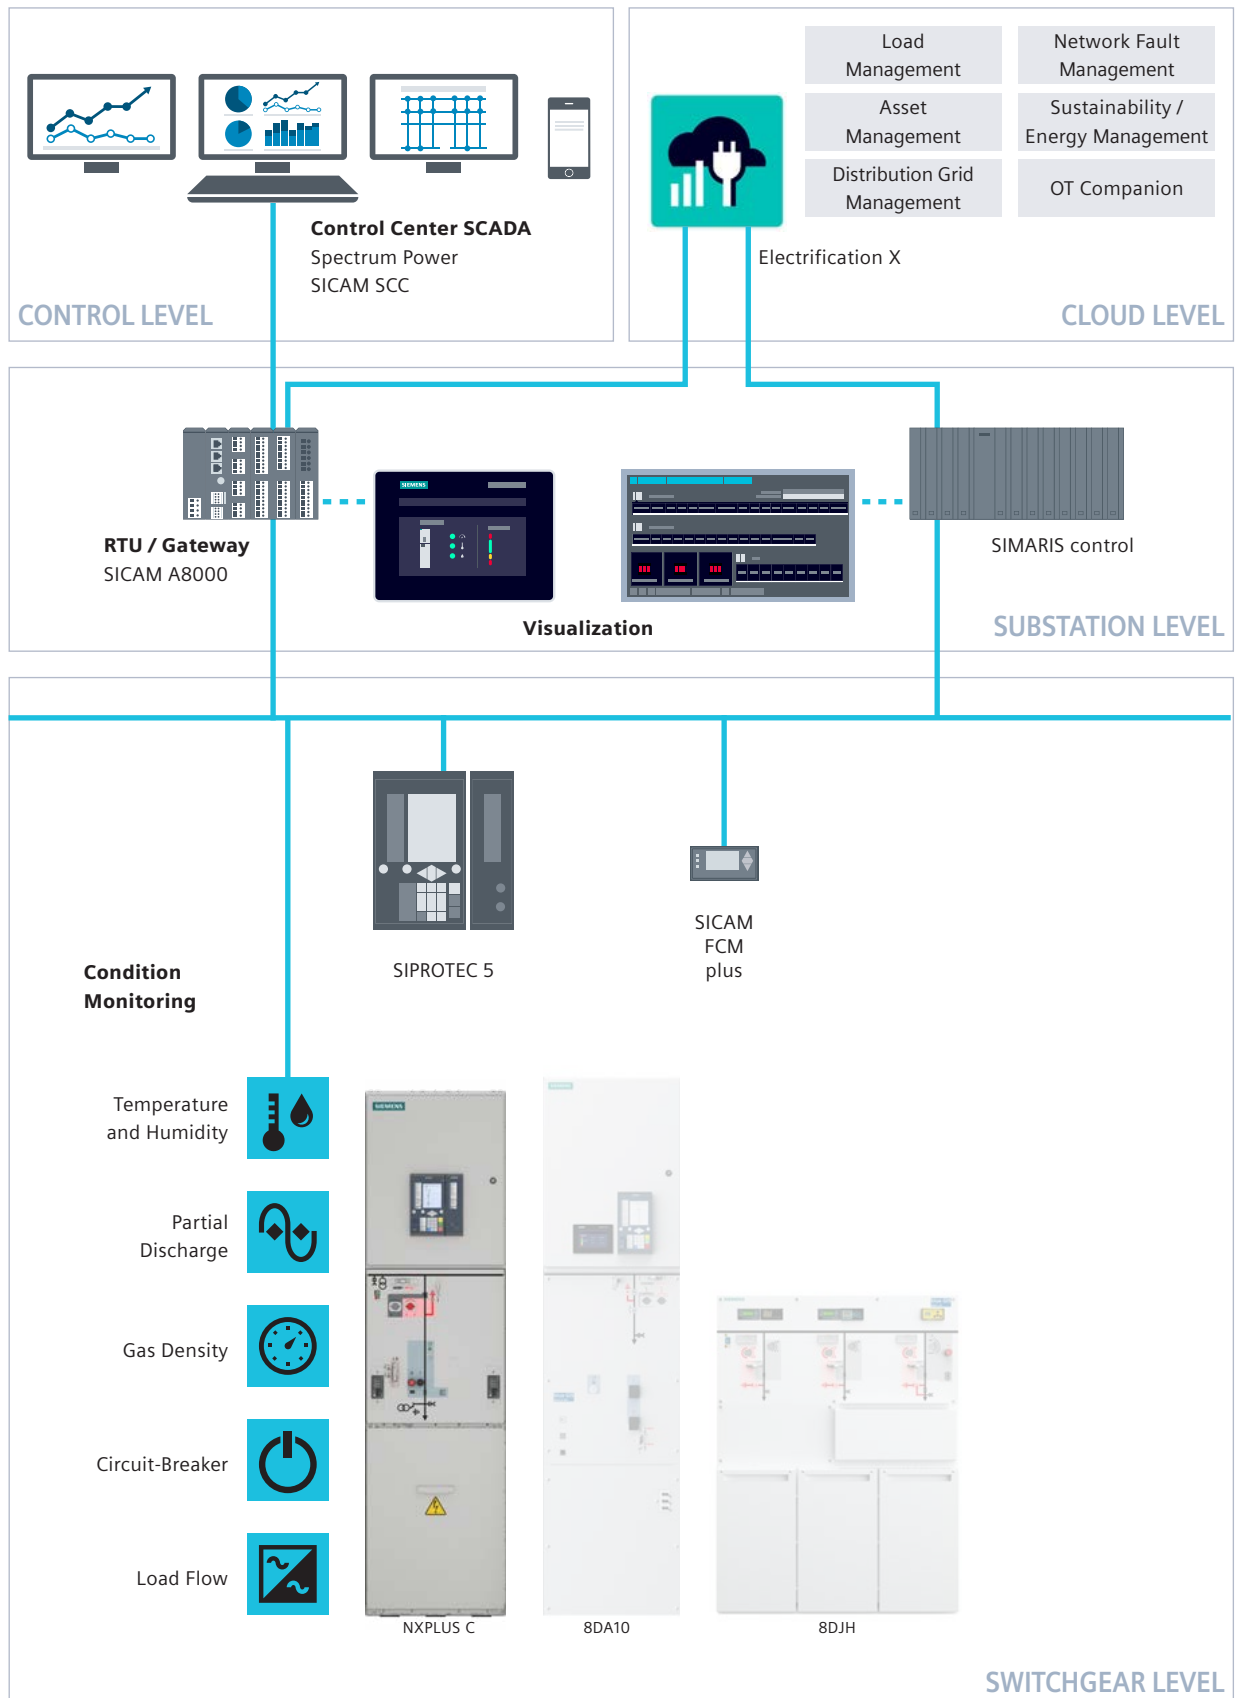 Control Center SCADA
Spectrum Power
SICAM SCC
CONTROL LEVEL
Load
Management
Network Fault
Management
Asset
Management
Sustainability /
Energy Management
Distribution Grid
Management
OT Companion
Electrification X
CLOUD LEVEL
SIEMENS
RTU / Gateway
SICAM A8000
SIMARIS control
Visualization
SUBSTATION LEVEL
SIPROTEC 5
SICAM
FCM
plus
Condition
Monitoring
Temperature
and Humidity
Partial
Discharge
Gas Density
Circuit-Breaker
Load Flow
SIEMENS
SIEMENS
NXPLUS C
8DA10
8DJH
SWITCHGEAR LEVEL